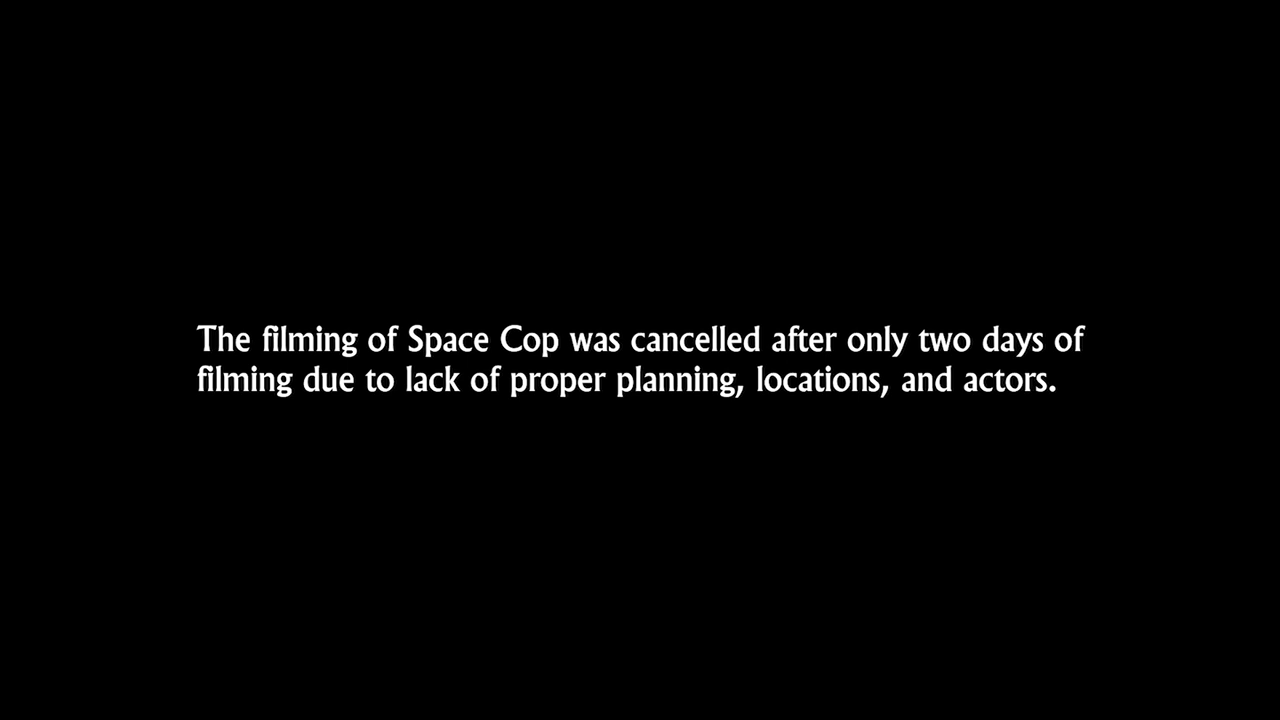 The filming of Space Cop was cancelled after only two days of
filming due to lack of proper planning, locations, and actors.